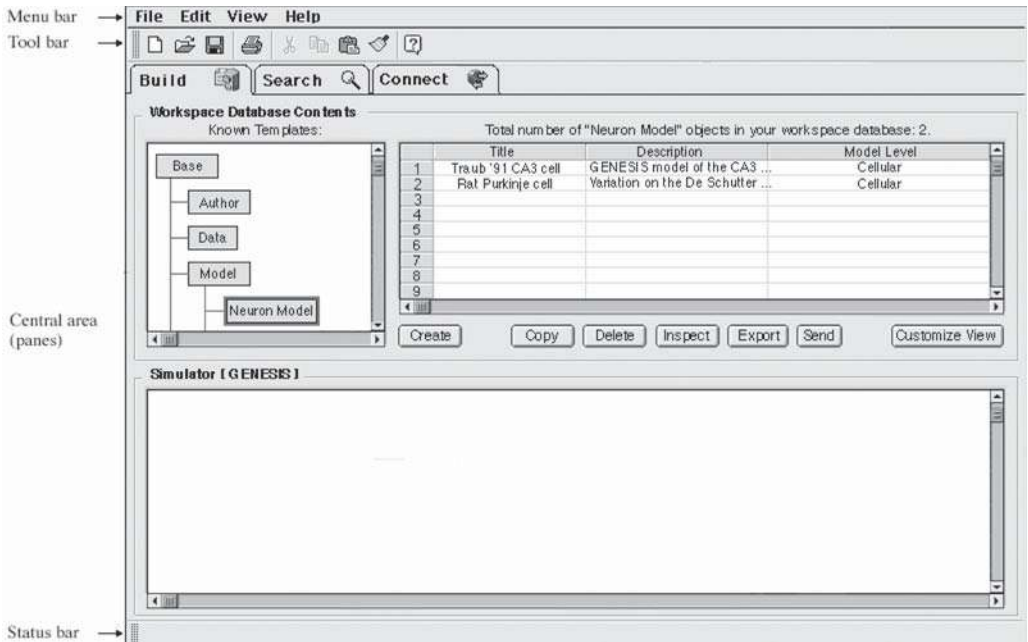 Menu bar
File Edit View Help
Tool bar
Build Search Connect
Workspace Database Contents
Known Templates:
Total number of "Neuron Model" objects in your workspace database: 2.
Base
Author
Data
Model
Neuron Model
Title Description Model Level
1 Traub '91 CA3 cell GENESIS model of the CA3 ... Cellular
2 Rat Purkinje cell Variation on the De Schutter ... Cellular
3
4
5
6
7
8
9
Central area
(panes)
Create Copy Delete Inspect Export Send Customize View
Simulator [GENESIS]
Status bar